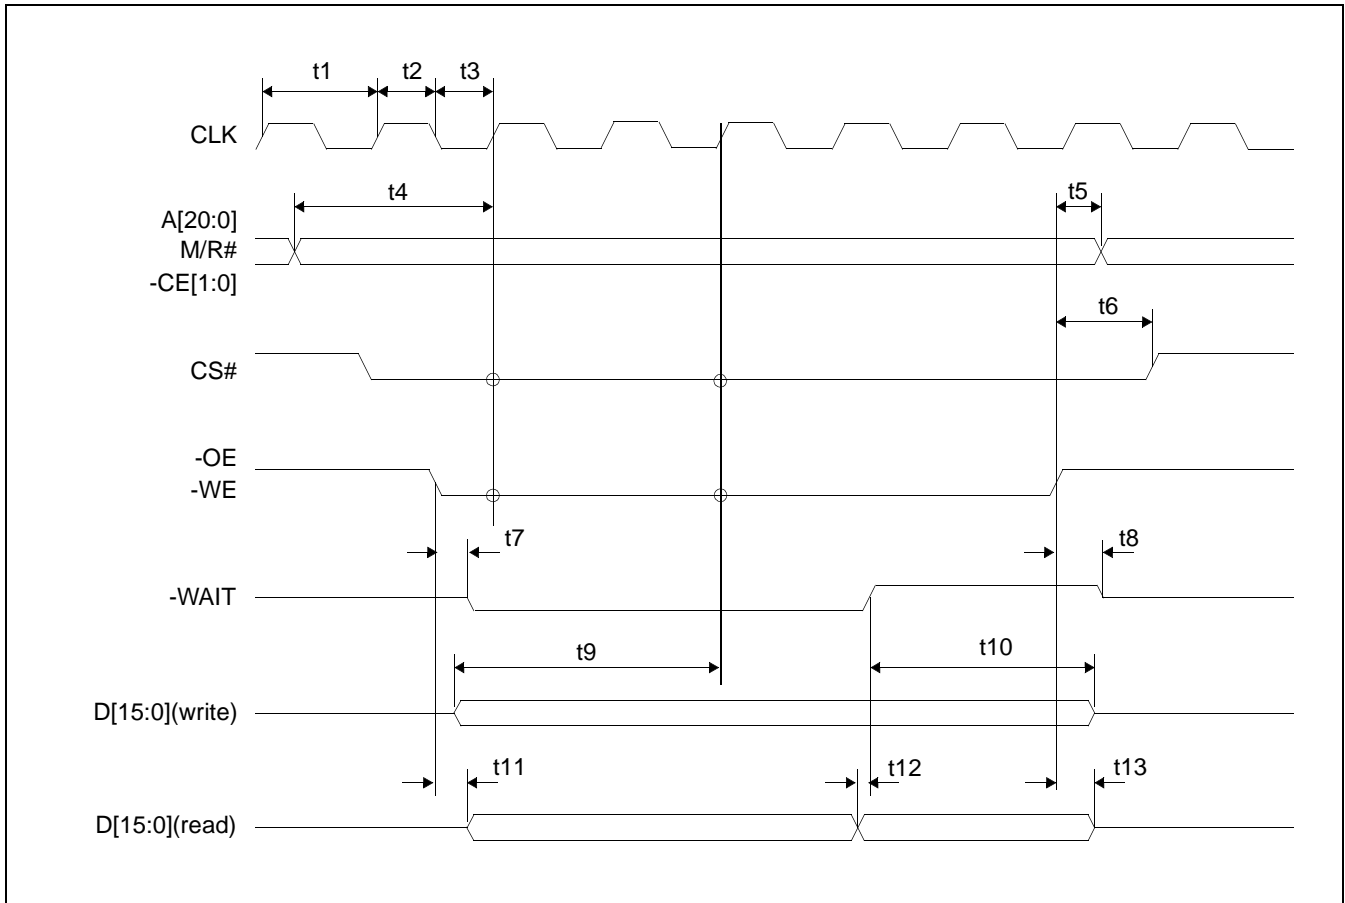 t1
t2
t3
CLK
t4
t5
A[20:0]
M/R#
-CE[1:0]
t6
CS#
-OE
-WE
t7
t8
-WAIT
t9
t10
D[15:0](write)
t11
t12
t13
D[15:0](read)